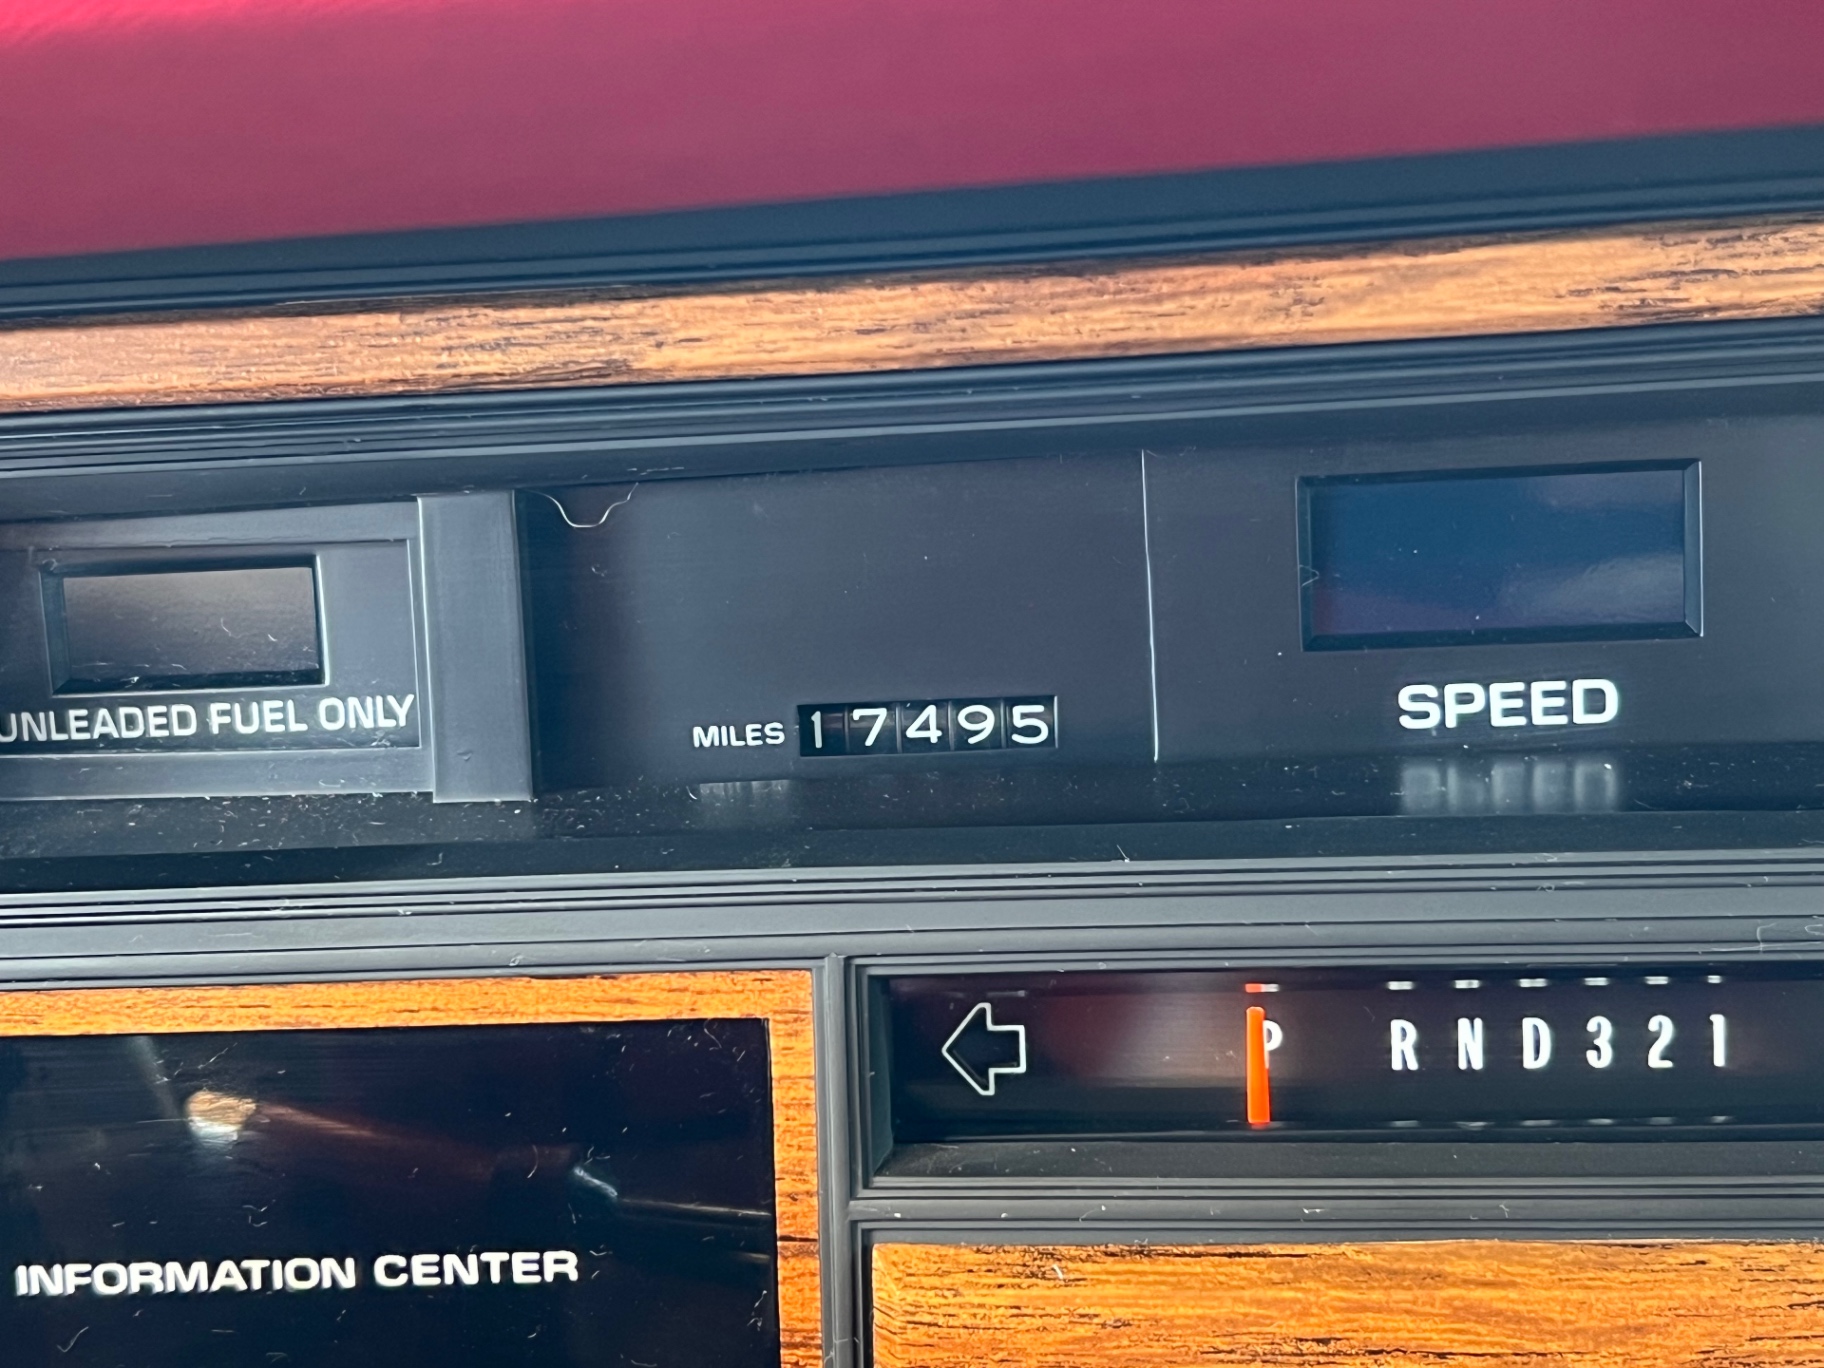 UNLEADED FUEL ONLY
MILES 17495
SPEED
P R N D 3 2 1
INFORMATION CENTER